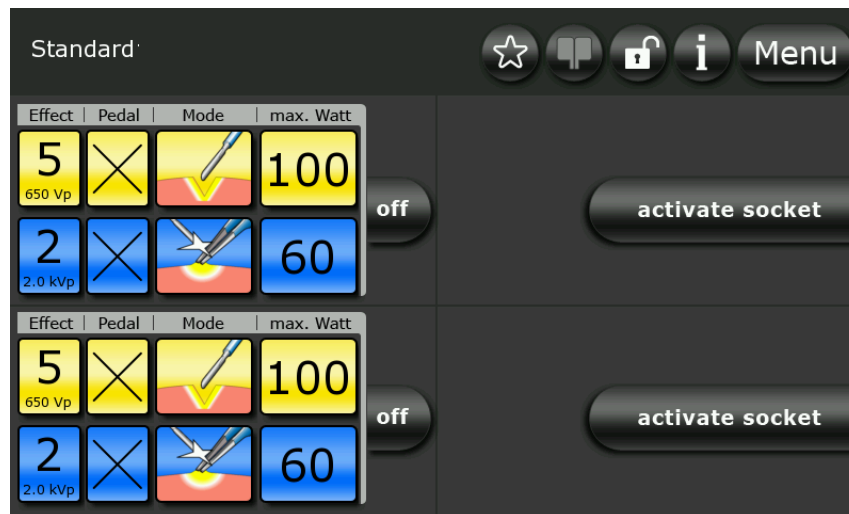 Standard
i Menu
Effect | Pedal | Mode | max. Watt
5 100
650 Vp
off activate socket
2 60
2.0 kVp
Effect | Pedal | Mode | max. Watt
5 100
650 Vp
off activate socket
2 60
2.0 kVp